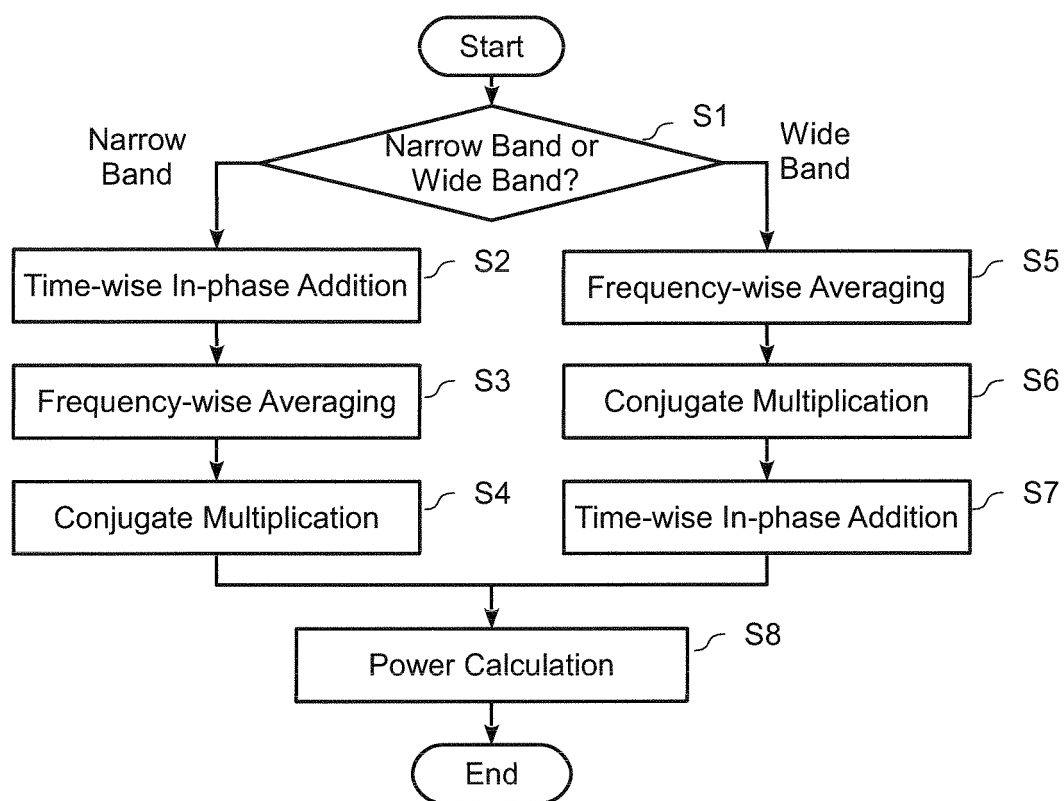 Start
S1
Narrow
Band
Narrow Band or
Wide Band?
Wide
Band
Time-wise In-phase Addition
S2
Frequency-wise Averaging
S5
Frequency-wise Averaging
S3
Conjugate Multiplication
S6
Conjugate Multiplication
S4
Time-wise In-phase Addition
S7
Power Calculation
S8
End